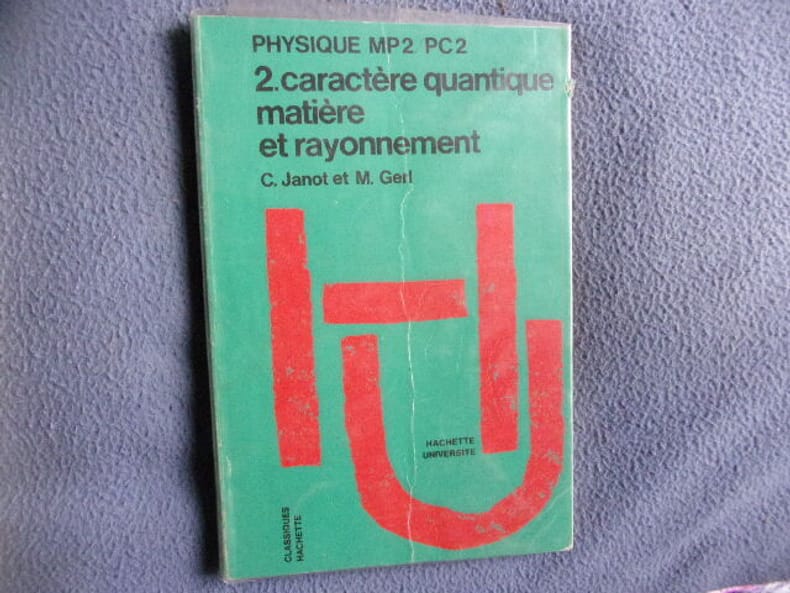 PHYSIQUE MP2 PC2
2.caractère quantique
matière
et rayonnement
C. Janot et M. Gerl
HACHETTE
UNIVERSITE
CLASSIQUES
HACHETTE